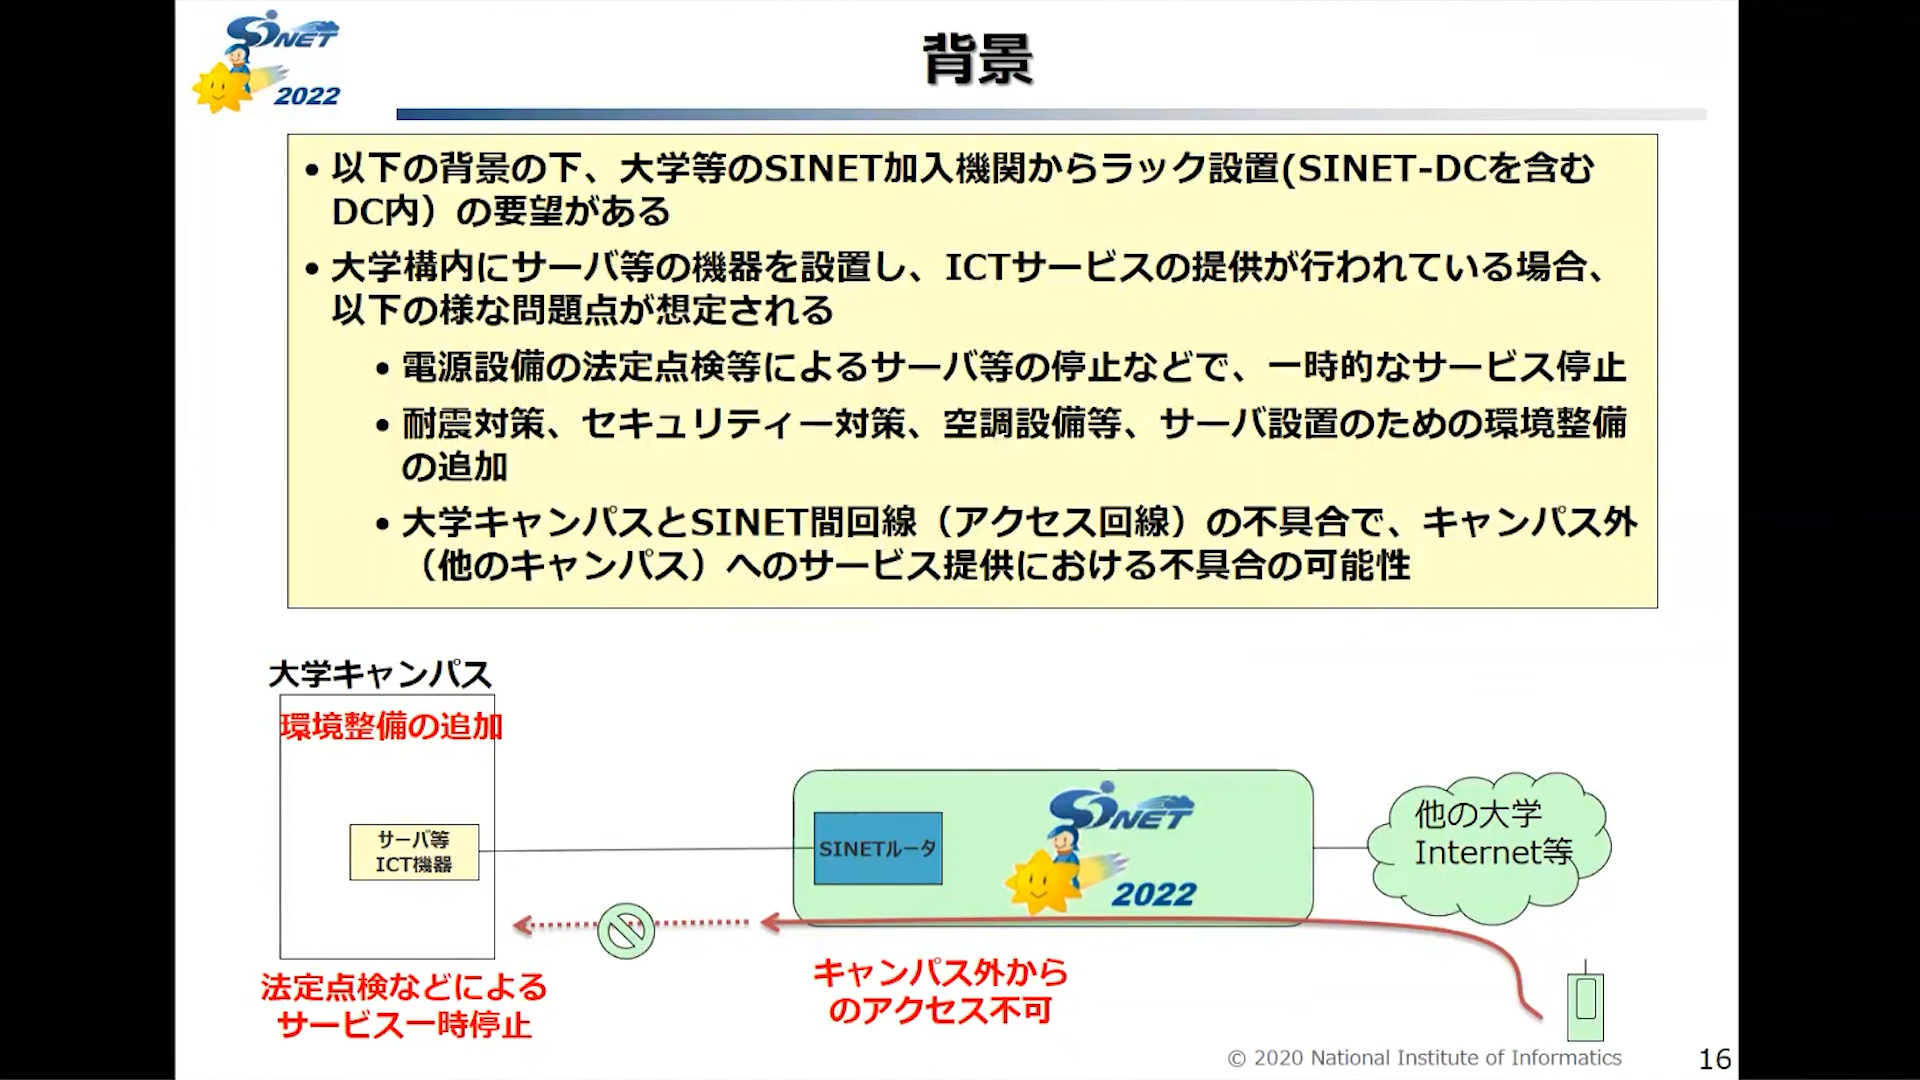 SINET
2022
背景
• 以下の背景の下、大学等のSINET加入機関からラック設置(SINET-DCを含む
DC内）の要望がある
• 大学構内にサーバ等の機器を設置し、ICTサービスの提供が行われている場合、
以下の様な問題点が想定される
• 電源設備の法定点検等によるサーバ等の停止などで、一時的なサービス停止
• 耐震対策、セキュリティー対策、空調設備等、サーバ設置のための環境整備
の追加
• 大学キャンパスとSINET間回線（アクセス回線）の不具合で、キャンパス外
（他のキャンパス）へのサービス提供における不具合の可能性
大学キャンパス
環境整備の追加
サーバ等
ICT機器
SINETルータ
SINET
2022
他の大学
Internet等
法定点検などによる
サービス一時停止
キャンパス外から
のアクセス不可
© 2020 National Institute of Informatics
16